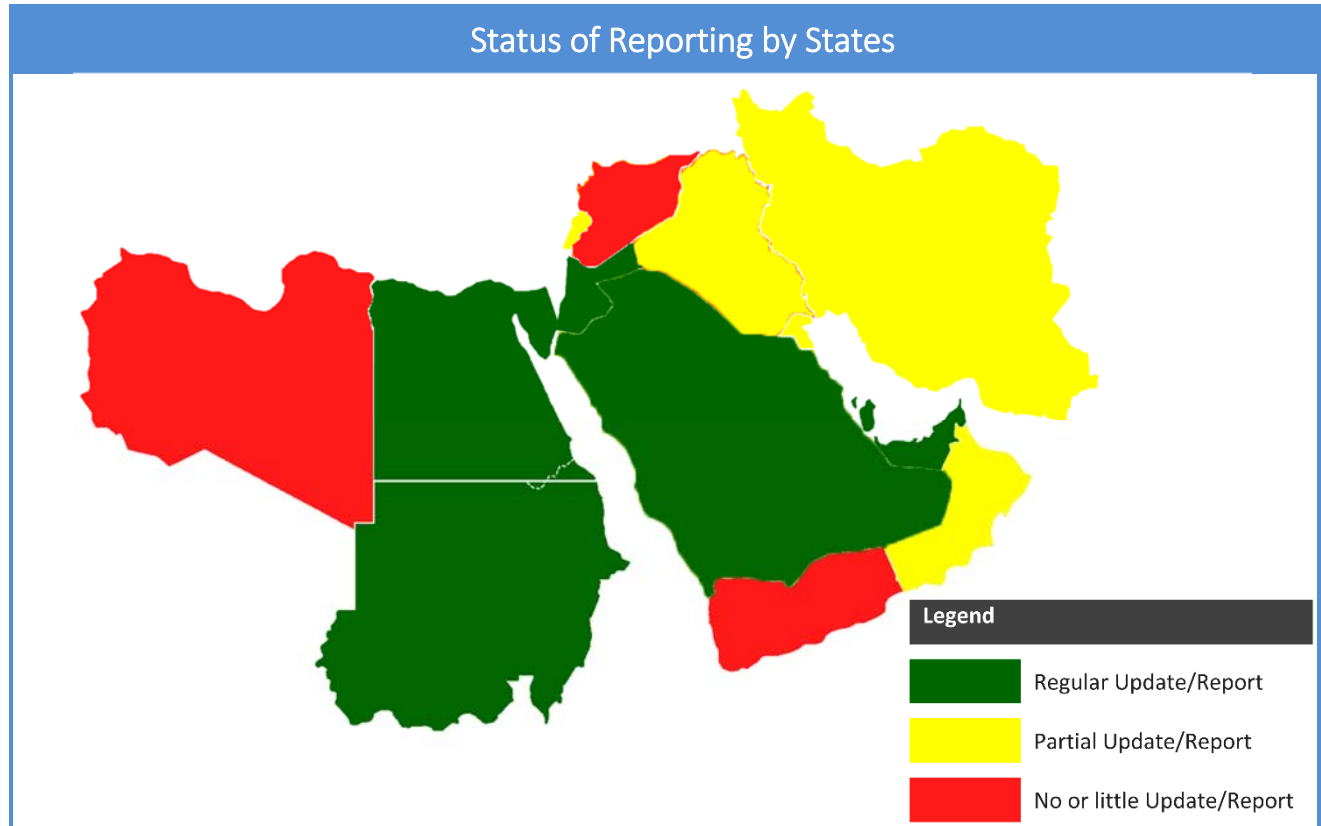 Status of Reporting by States
Legend
Regular Update/Report
Partial Update/Report
No or little Update/Report